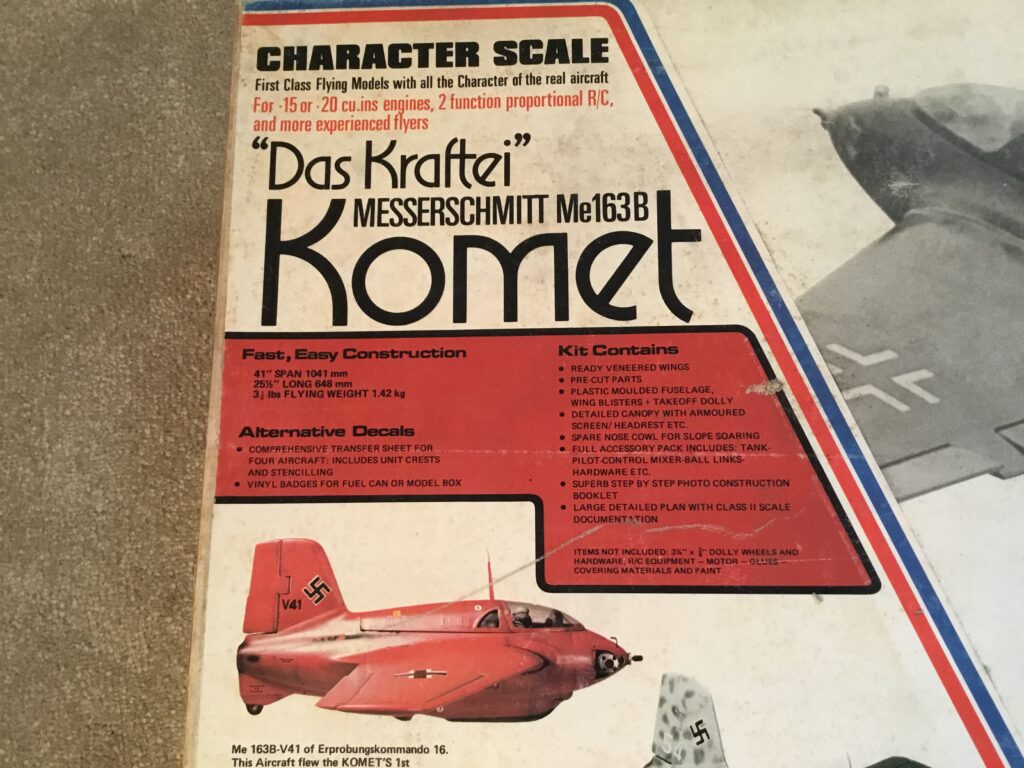 CHARACTER SCALE
First Class Flying Models with all the Character of the real aircraft
For ·15 or ·20 cu.ins engines, 2 function proportional R/C,
and more experienced flyers
“Das Kraftei”
MESSERSCHMITT Me163B
Komet
Fast, Easy Construction
41" SPAN 1041 mm
25½" LONG 648 mm
lbs FLYING WEIGHT 1.42 kg
Alternative Decals
• COMPREHENSIVE TRANSFER SHEET FOR
FOUR AIRCRAFT: INCLUDES UNIT CRESTS
AND STENCILLING
• VINYL BADGES FOR FUEL CAN OR MODEL BOX
Kit Contains
• READY VENEERED WINGS
• PRE-CUT PARTS
• PLASTIC MOULDED FUSELAGE,
WING BLISTERS + TAKEOFF DOLLY
• DETAILED CANOPY WITH ARMOURED
SCREEN/ HEADREST ETC.
• SPARE NOSE COWL FOR SLOPE SOARING
• FULL ACCESSORY PACK INCLUDES: TANK-
PILOT-CONTROL MIXER-BALL LINKS-
HARDWARE ETC.
• SUPERB STEP BY STEP PHOTO CONSTRUCTION
BOOKLET
• LARGE DETAILED PLAN WITH CLASS II SCALE
DOCUMENTATION
ITEMS NOT INCLUDED: DOLLY WHEELS AND
HARDWARE, R/C EQUIPMENT – MOTOR – GLUES –
COVERING MATERIALS AND PAINT
V41
Me 163B-V41 of Erprobungskommando 16.
This Aircraft flew the KOMET'S 1st